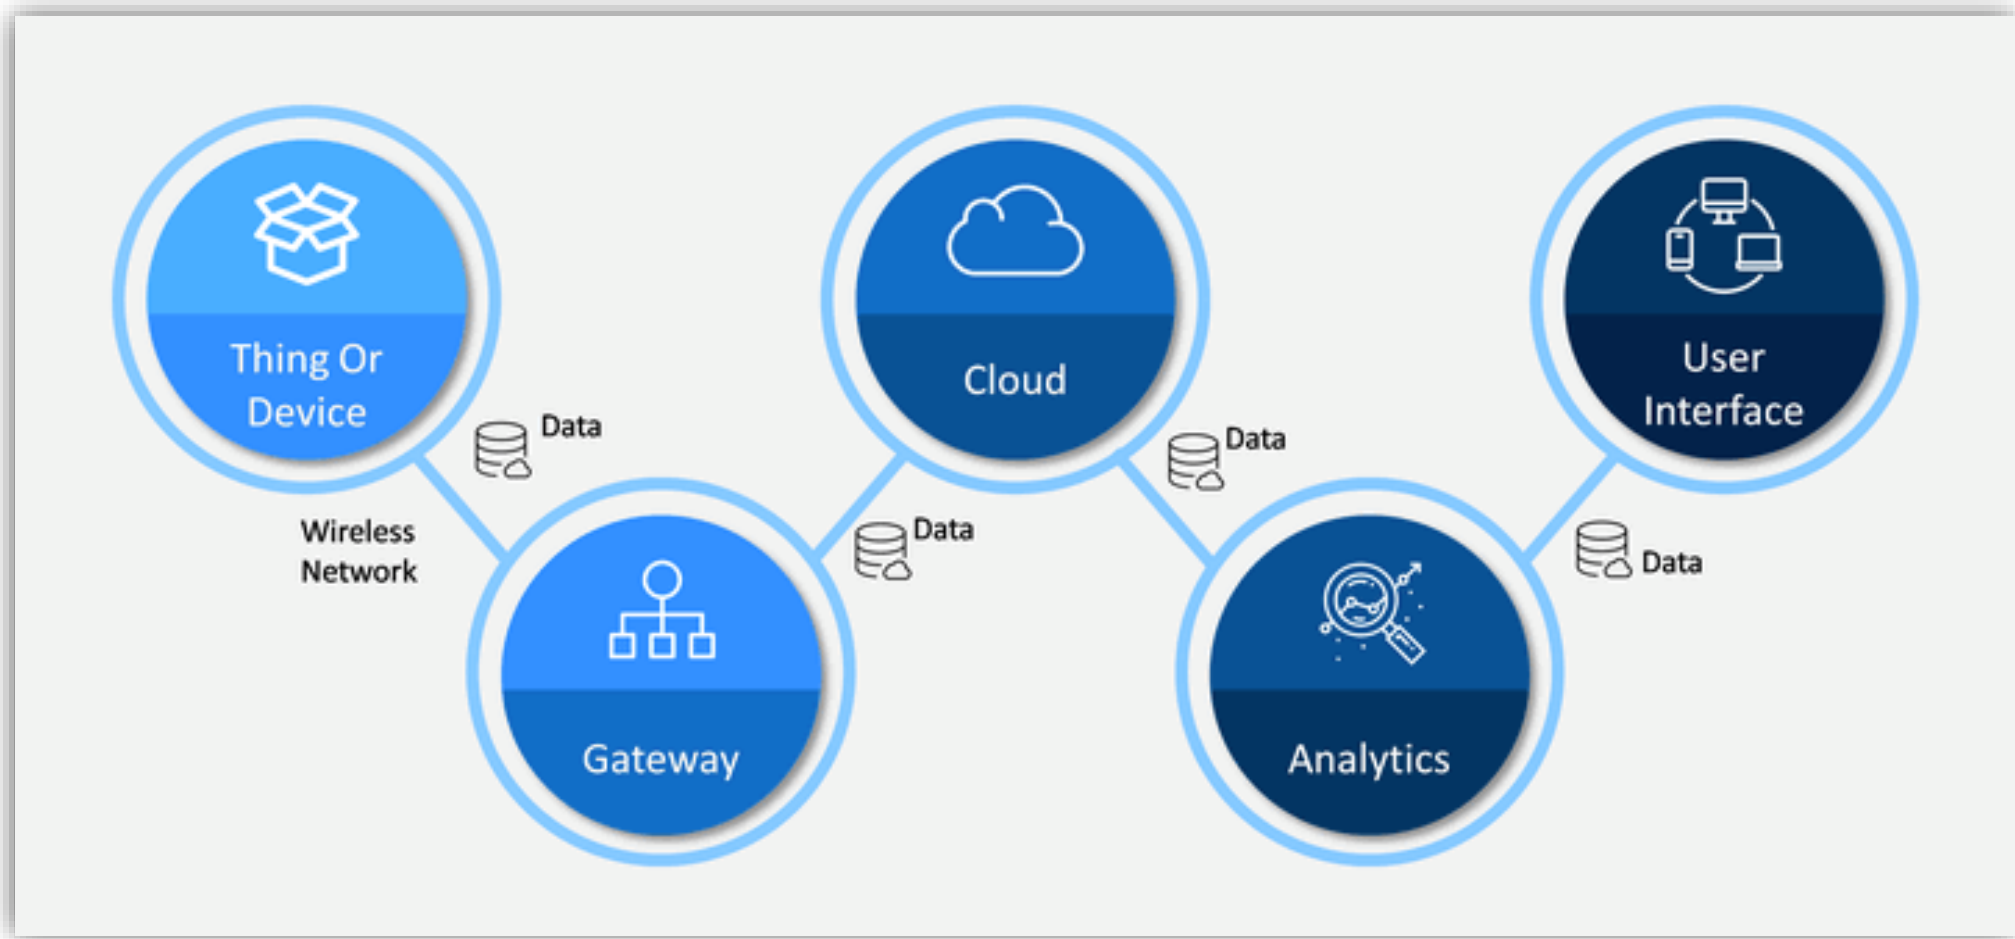 Thing Or
Device
Data
Wireless
Network
Gateway
Data
Cloud
Data
Analytics
Data
User
Interface